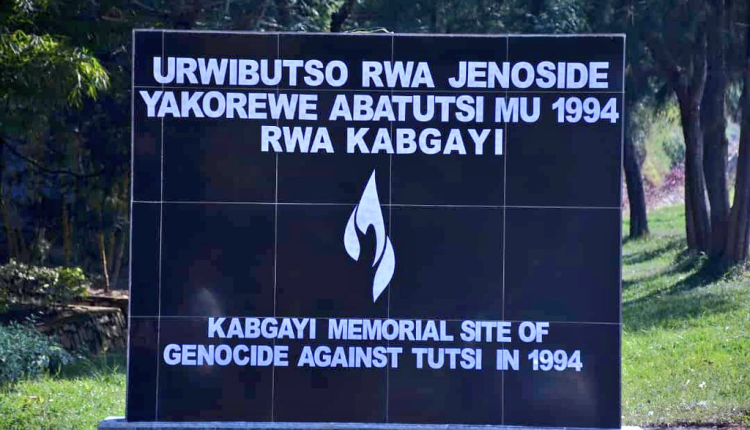 URWIBUTSO RWA JENOSIDE
YAKOREWE ABATUTSI MU 1994
RWA KABGAYI
KABGAYI MEMORIAL SITE OF
GENOCIDE AGAINST TUTSI IN 1994